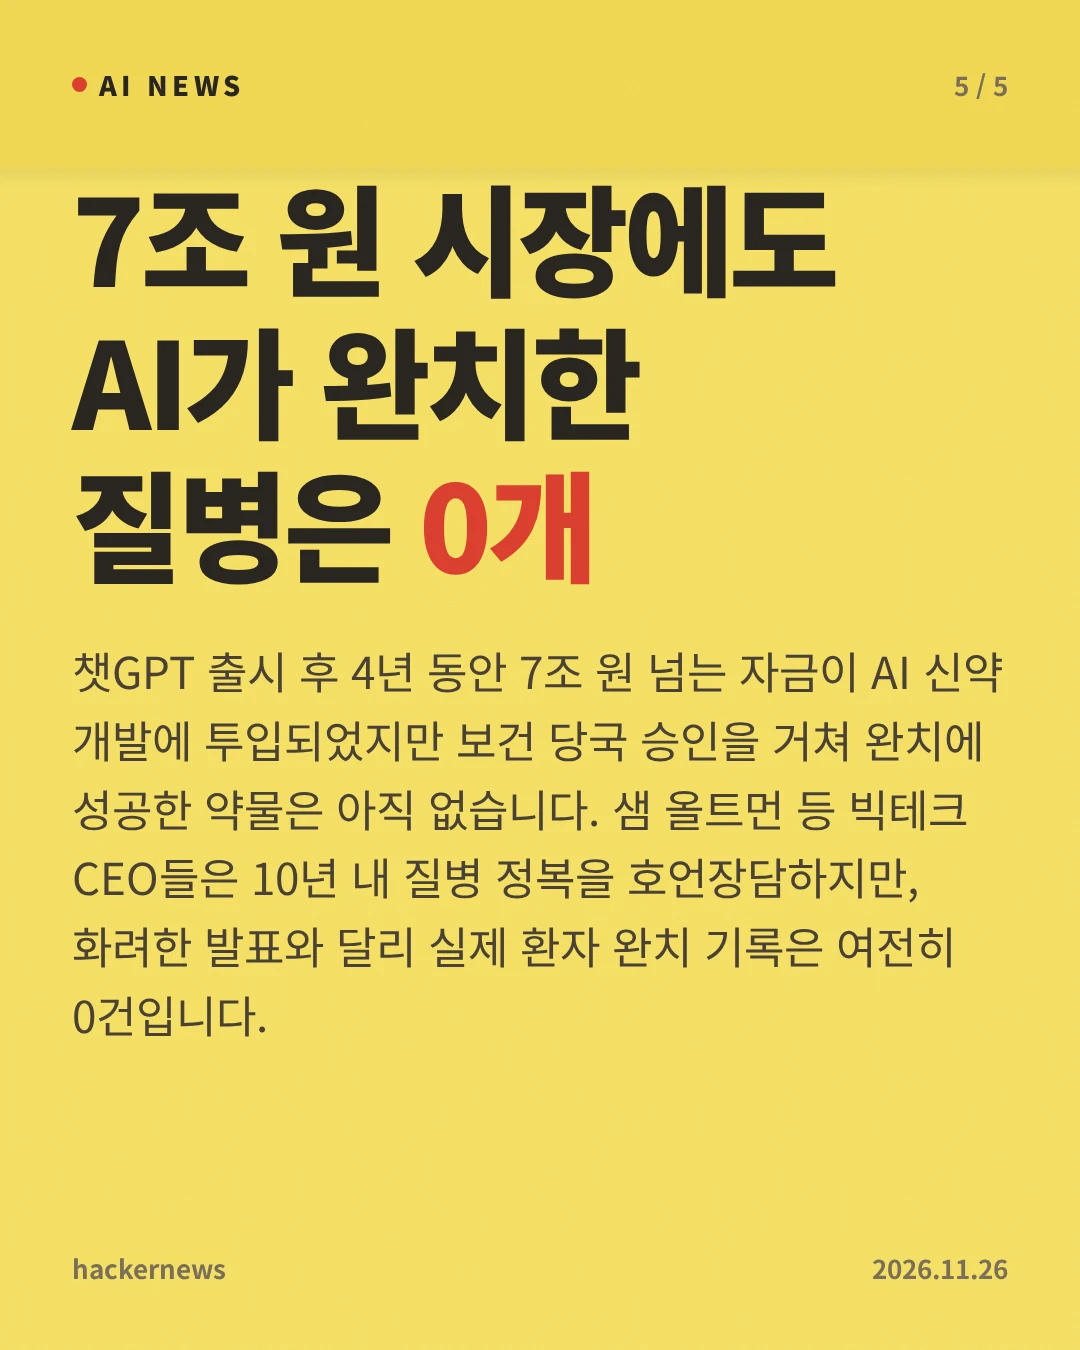 AI NEWS
5 / 5
7조 원 시장에도
AI가 완치한
질병은 0개
챗GPT 출시 후 4년 동안 7조 원 넘는 자금이 AI 신약
개발에 투입되었지만 보건 당국 승인을 거쳐 완치에
성공한 약물은 아직 없습니다. 샘 올트먼 등 빅테크
CEO들은 10년 내 질병 정복을 호언장담하지만,
화려한 발표와 달리 실제 환자 완치 기록은 여전히
0건입니다.
hackernews
2026.11.26